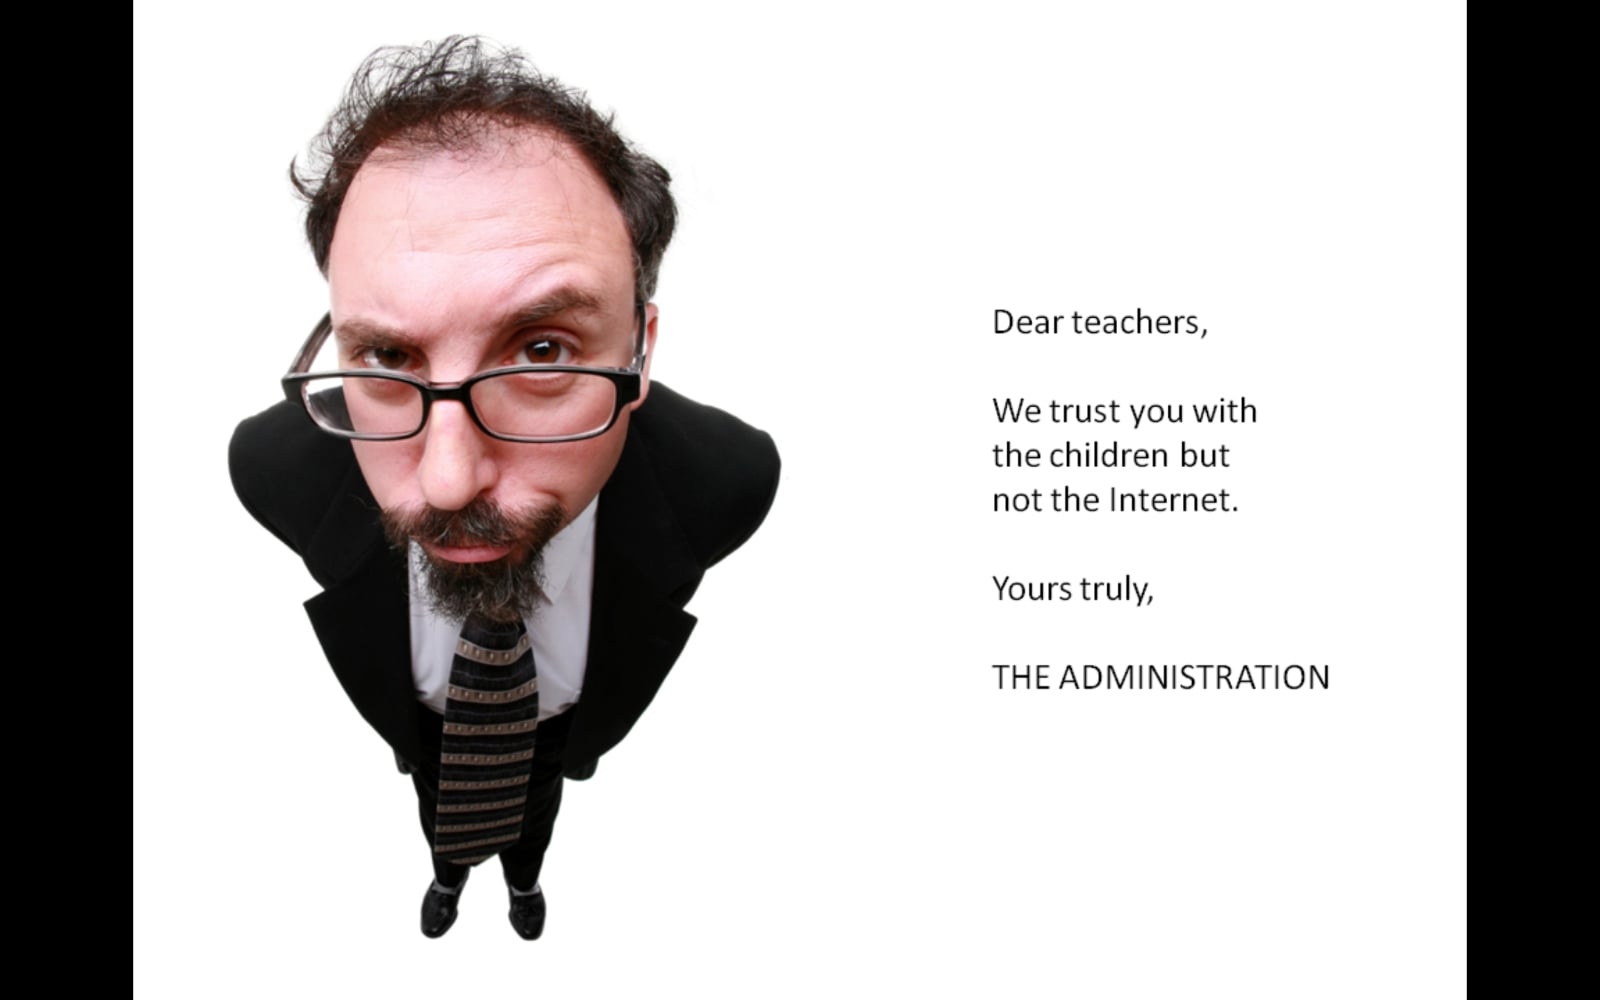 Dear teachers,
We trust you with
the children but
not the Internet.
Yours truly,
THE ADMINISTRATION